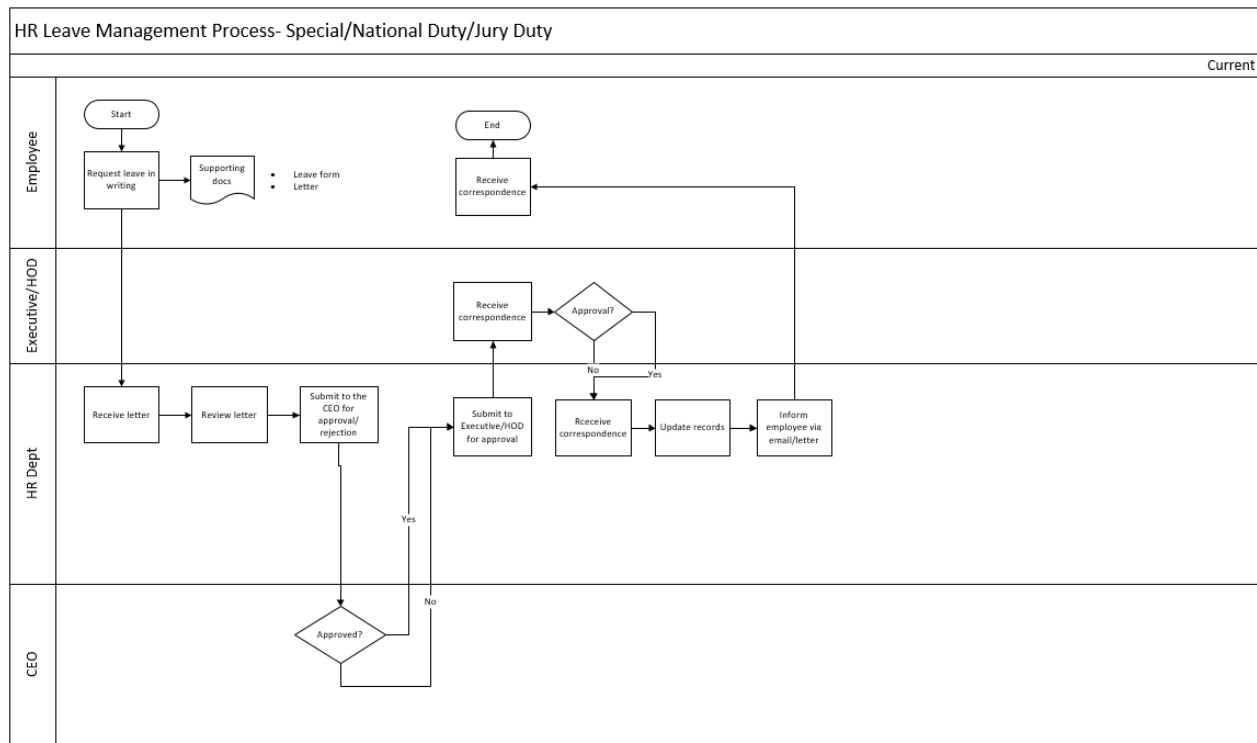 HR Leave Management Process- Special/National Duty/Jury Duty
Current
Employee
Start
Request leave in
writing
Supporting
docs
• Leave form
• Letter
End
Receive
correspondence
Executive/HOD
Receive
correspondence
Approval?
No
Yes
HR Dept
Receive letter
Review letter
Submit to the
CEO for
approval/
rejection
Submit to
Executive/HOD
for approval
Rceceive
correspondence
Update records
Inform
employee via
email/letter
Yes
No
CEO
Approved?